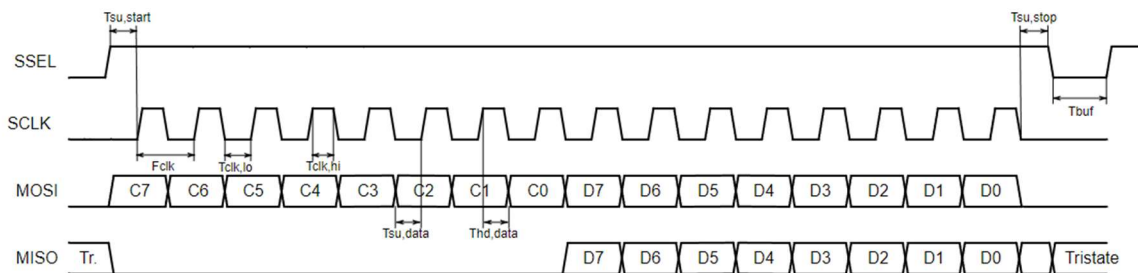 Tsu,start Tsu,stop
SSEL
Tbuf
SCLK
Fclk Tclk,lo Tclk,hi
MOSI C7 C6 C5 C4 C3 C2 C1 C0 D7 D6 D5 D4 D3 D2 D1 D0
Tsu,data Thd,data
MISO Tr. D7 D6 D5 D4 D3 D2 D1 D0 Tristate